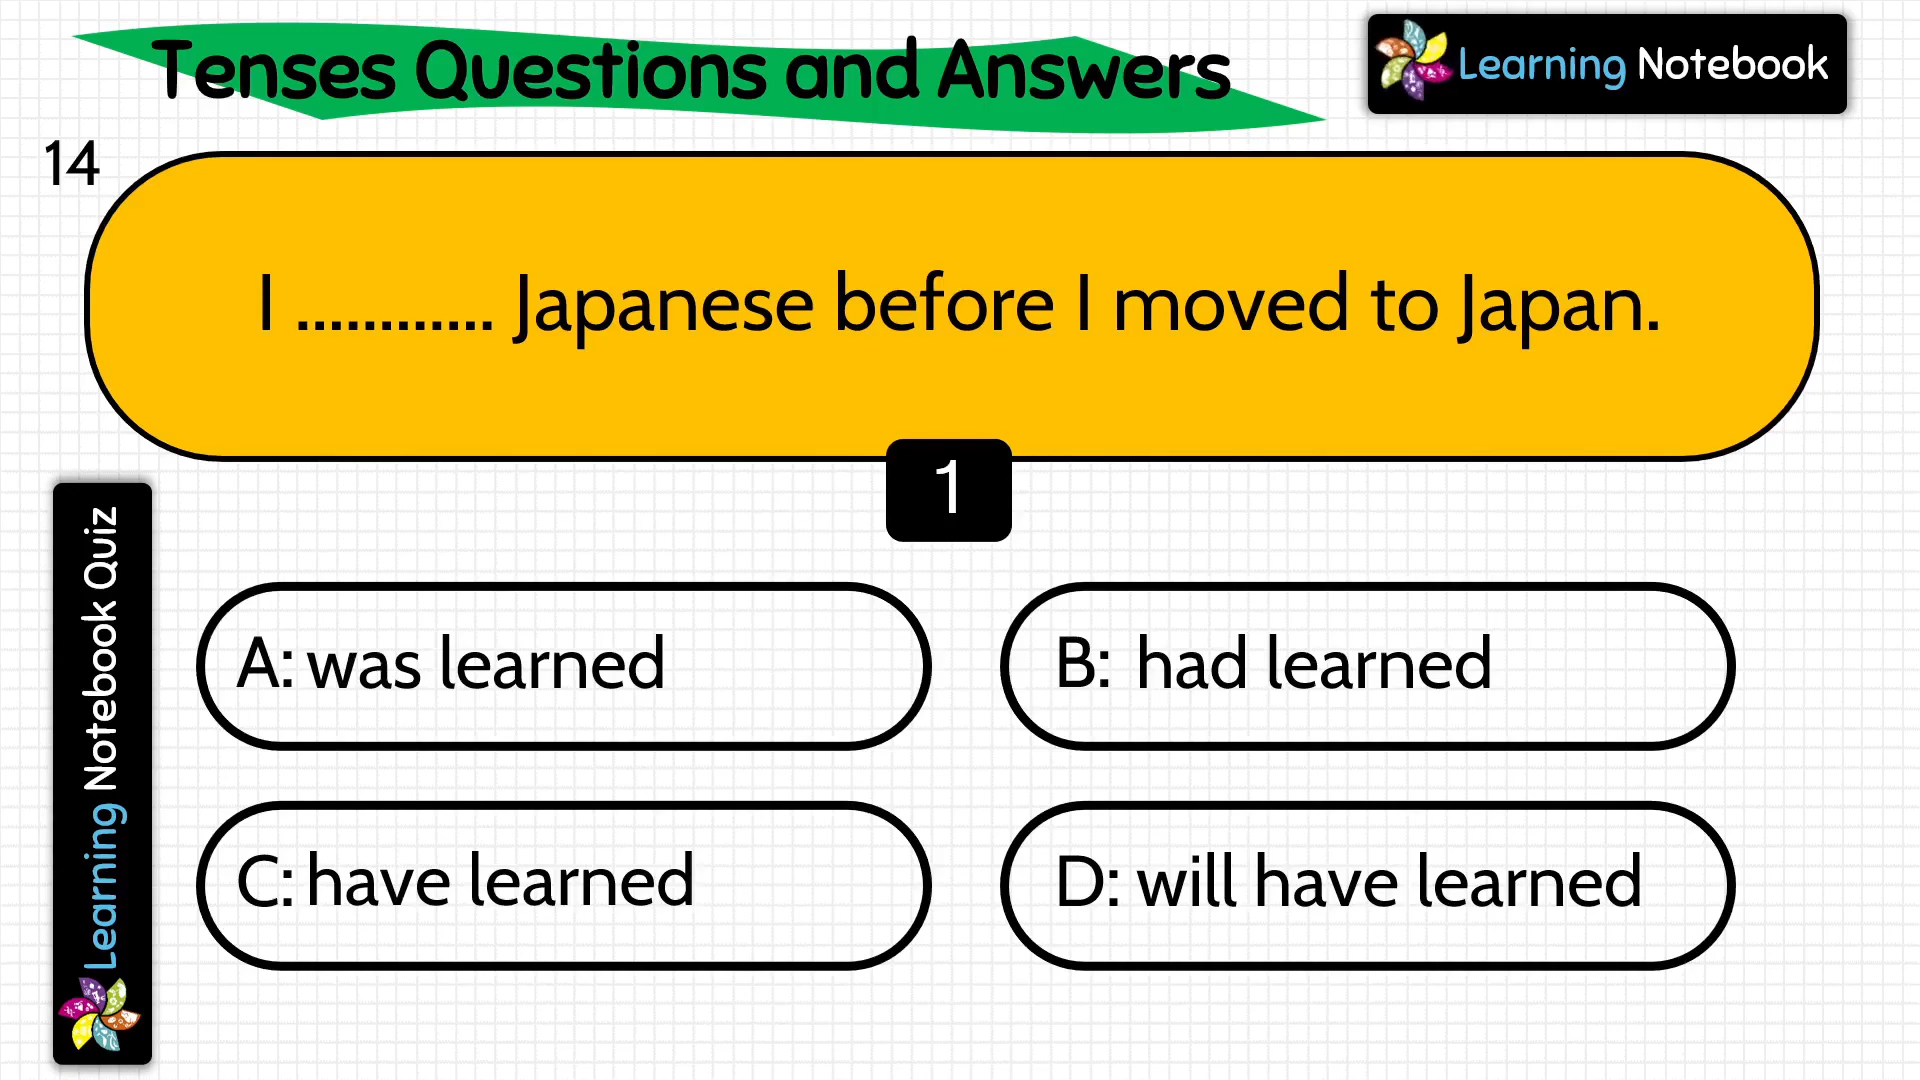 Tenses Questions and Answers
Learning Notebook
14
I ............ Japanese before I moved to Japan.
1
A: was learned
B: had learned
C: have learned
D: will have learned
Learning Notebook Quiz